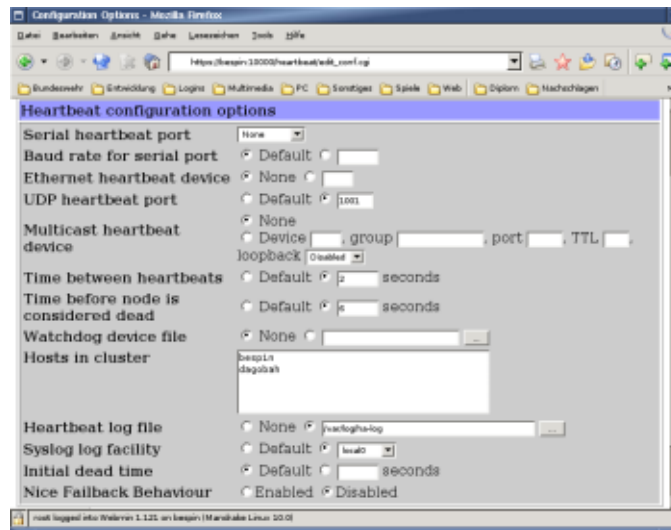 Configuration Options - Mozilla Firefox
Datei Bearbeiten Ansicht Gehe Lesezeichen Tools Hilfe
https://bespin:10000/heartbeat/edit_conf.cgi
Bundeswehr Entwicklung Logins Multimedia PC Sonstiges Spiele Web Diplom Nachschlagen
Heartbeat configuration options
Serial heartbeat port None
Baud rate for serial port Default
Ethernet heartbeat device None
UDP heartbeat port Default 1001
Multicast heartbeat device None
Device , group , port , TTL ,
loopback Disabled
Time between heartbeats Default 2 seconds
Time before node is considered dead Default 6 seconds
Watchdog device file None ...
Hosts in cluster bespin
dagobah
Heartbeat log file None /var/log/ha-log ...
Syslog log facility Default local0
Initial dead time Default seconds
Nice Failback Behaviour Enabled Disabled
root logged into Webmin 1.121 on bespin (Mandrake Linux 10.0)